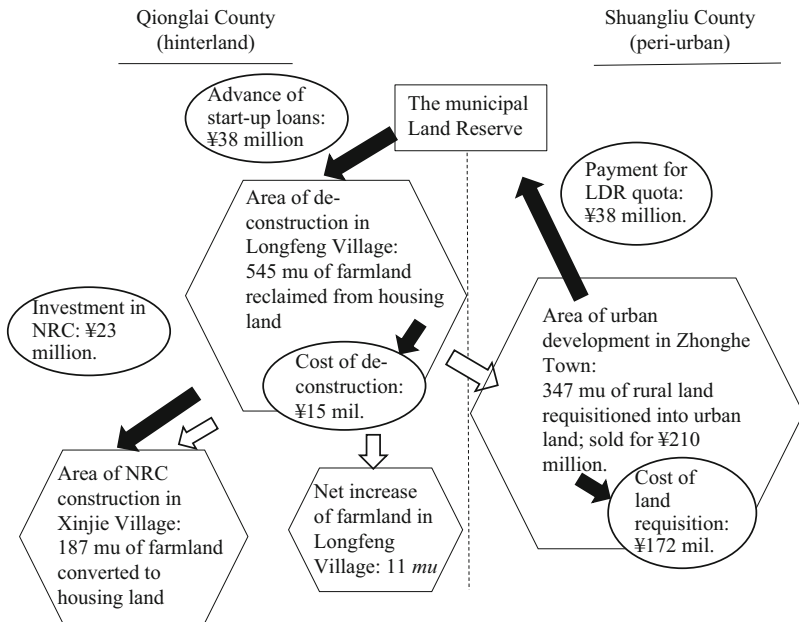 Qionglai County
(hinterland)
Shuangliu County
(peri-urban)
Advance of
start-up loans:
¥38 million
The municipal
Land Reserve
Payment for
LDR quota:
¥38 million.
Area of de-
construction in
Longfeng Village:
545 mu of farmland
reclaimed from housing
land
Investment in
NRC: ¥23
million.
Cost of de-
construction:
¥15 mil.
Area of urban
development in Zhonghe
Town:
347 mu of rural land
requisitioned into urban
land; sold for ¥210
million.
Cost of
land
requisition:
¥172 mil.
Area of NRC
construction in
Xinjie Village:
187 mu of farmland
converted to
housing land
Net increase
of farmland in
Longfeng
Village: 11 mu